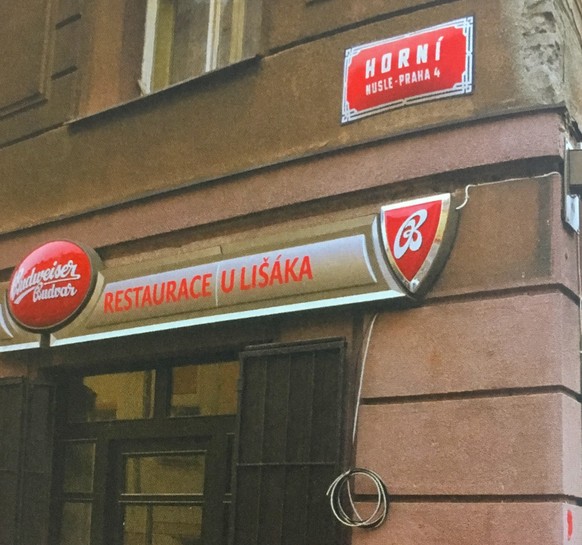 HORNÍ
NUSLE - PRAHA 4
Budweiser
Budvar
RESTAURACE U LIŠÁKA
B